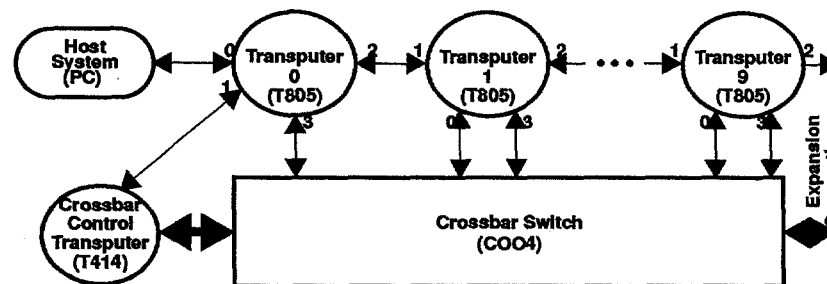 Host
System
(PC)
0
Transputer
0
(T805)
2
1
3
1
Transputer
1
(T805)
2
0
3
1
Transputer
9
(T805)
2
0
3
Expansion
Crossbar
Control
Transputer
(T414)
Crossbar Switch
(COO4)